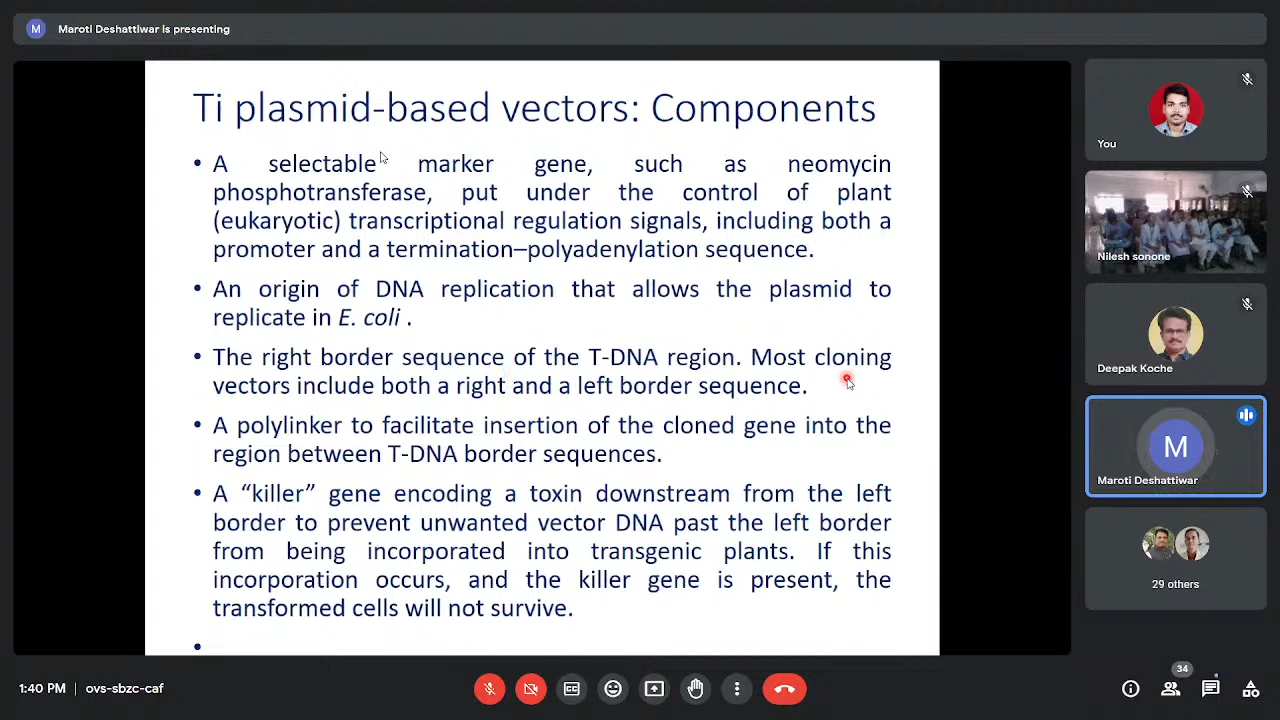 M Maroti Deshattiwar is presenting
Ti plasmid-based vectors: Components
• A selectable marker gene, such as neomycin
phosphotransferase, put under the control of plant
(eukaryotic) transcriptional regulation signals, including both a
promoter and a termination–polyadenylation sequence.
• An origin of DNA replication that allows the plasmid to
replicate in E. coli .
• The right border sequence of the T-DNA region. Most cloning
vectors include both a right and a left border sequence.
• A polylinker to facilitate insertion of the cloned gene into the
region between T-DNA border sequences.
• A “killer” gene encoding a toxin downstream from the left
border to prevent unwanted vector DNA past the left border
from being incorporated into transgenic plants. If this
incorporation occurs, and the killer gene is present, the
transformed cells will not survive.
•
You
Nilesh sonone
Deepak Koche
M
Maroti Deshattiwar
29 others
1:40 PM | ovs-sbzc-caf
34